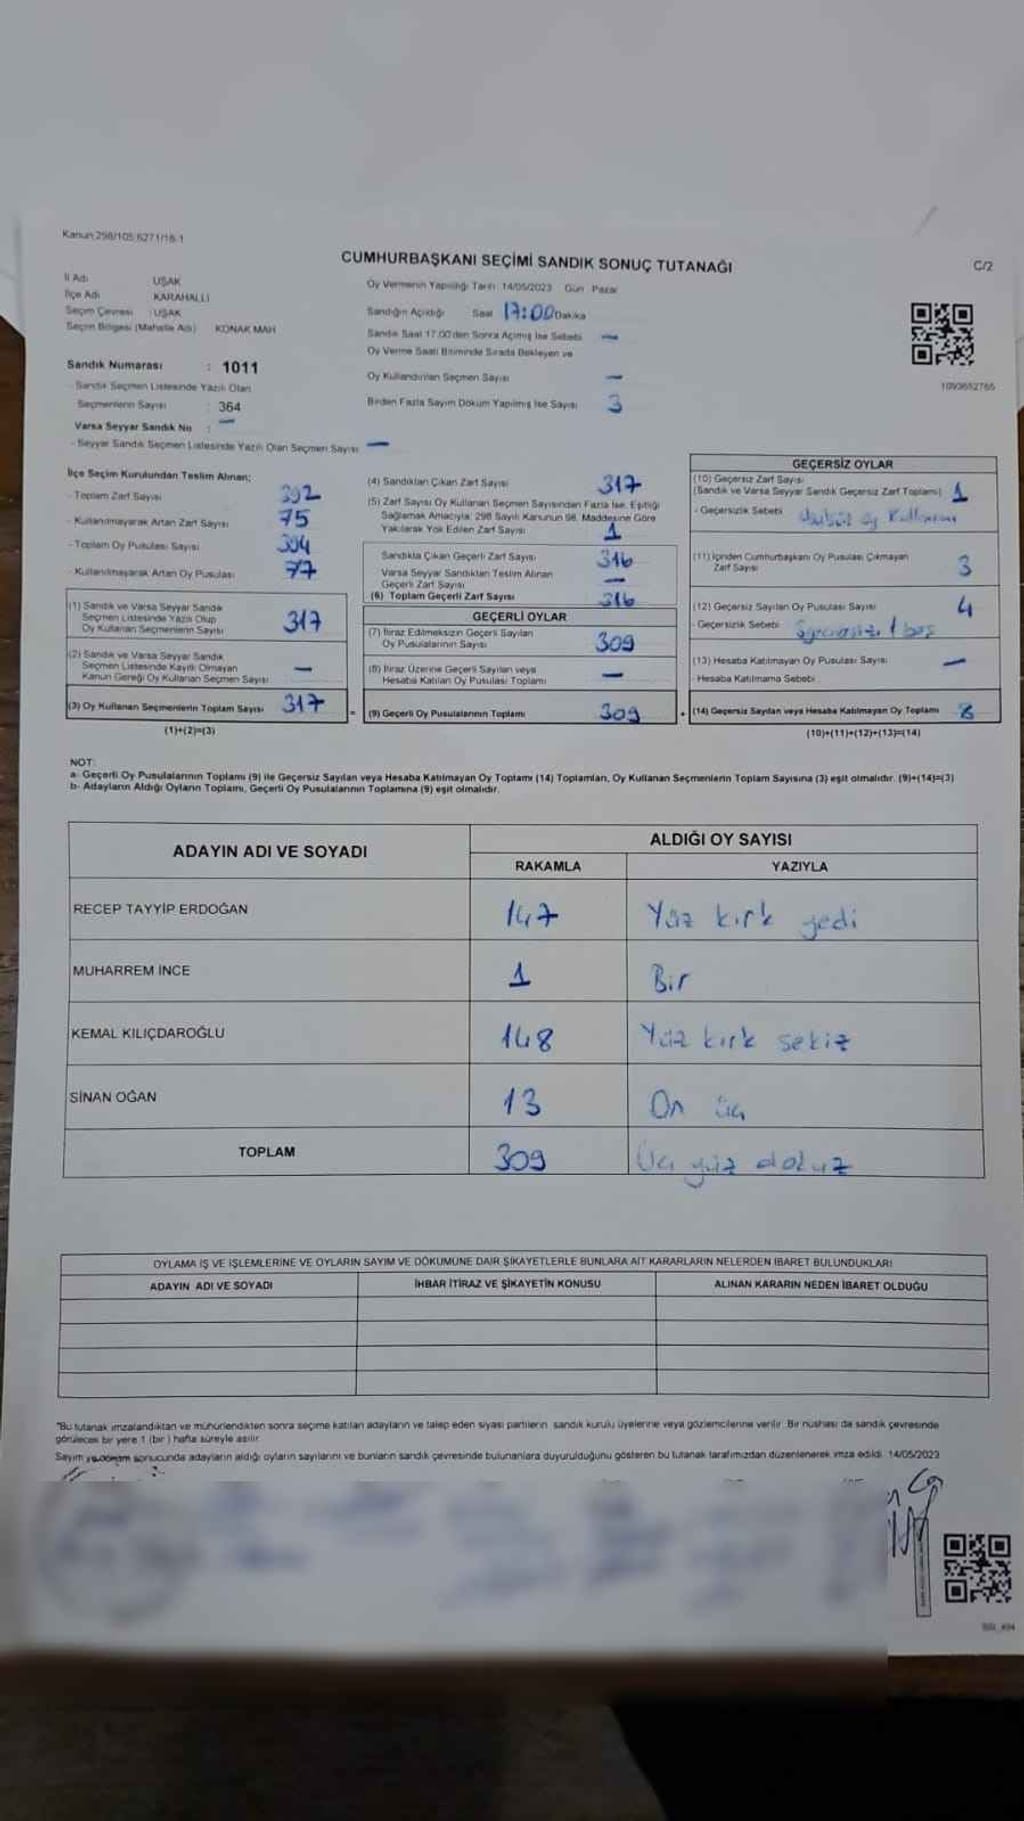 Kanun:298/105;6271/16-1
CUMHURBAŞKANI SEÇİMİ SANDIK SONUÇ TUTANAĞI
C/2
İl Adı : UŞAK
İlçe Adı : KARAHALLI
Seçim Çevresi : UŞAK
Seçim Bölgesi (Mahalle Adı) : KONAK MAH
Sandık Numarası : 1011
- Sandık Seçmen Listesinde Yazılı Olan
Seçmenlerin Sayısı : 364
Varsa Seyyar Sandık No : —
- Seyyar Sandık Seçmen Listesinde Yazılı Olan Seçmen Sayısı —
Oy Vermenin Yapıldığı Tarih: 14/05/2023 Gün: Pazar
Sandığın Açıldığı Saat 17:00 Dakika
Sandık Saat 17.00'den Sonra Açılmış İse Sebebi —
Oy Verme Saati Bitiminde Sırada Bekleyen ve
Oy Kullandırılan Seçmen Sayısı —
Birden Fazla Sayım Döküm Yapılmış İse Sayısı 3
1093652765
İlçe Seçim Kurulundan Teslim Alınan;
- Toplam Zarf Sayısı 392
- Kullanılmayarak Artan Zarf Sayısı 75
- Toplam Oy Pusulası Sayısı 394
- Kullanılmayarak Artan Oy Pusulası 77
(1) Sandık ve Varsa Seyyar Sandık
Seçmen Listesinde Yazılı Olup
Oy Kullanan Seçmenlerin Sayısı 317
(2) Sandık ve Varsa Seyyar Sandık
Seçmen Listesinde Kayıtlı Olmayan
Kanun Gereği Oy Kullanan Seçmen Sayısı —
(3) Oy Kullanan Seçmenlerin Toplam Sayısı 317
(1)+(2)=(3)
(4) Sandıktan Çıkan Zarf Sayısı 317
(5) Zarf Sayısı Oy Kullanan Seçmen Sayısından Fazla İse, Eşitliği
Sağlamak Amacıyla; 298 Sayılı Kanunun 98. Maddesine Göre
Yakılarak Yok Edilen Zarf Sayısı 1
Sandıkta Çıkan Geçerli Zarf Sayısı 316
Varsa Seyyar Sandıktan Teslim Alınan
Geçerli Zarf Sayısı —
(6) Toplam Geçerli Zarf Sayısı 316
GEÇERLİ OYLAR
(7) İtiraz Edilmeksizin Geçerli Sayılan
Oy Pusulalarının Sayısı 309
(8) İtiraz Üzerine Geçerli Sayılan veya
Hesaba Katılan Oy Pusulası Toplamı —
= (9) Geçerli Oy Pusulalarının Toplamı 309
GEÇERSİZ OYLAR
(10) Geçersiz Zarf Sayısı
(Sandık ve Varsa Seyyar Sandık Geçersiz Zarf Toplamı) 1
- Geçersizlik Sebebi oy Kullanımı
(11) İçinden Cumhurbaşkanı Oy Pusulası Çıkmayan
Zarf Sayısı 3
(12) Geçersiz Sayılan Oy Pusulası Sayısı 4
- Geçersizlik Sebebi 1 boş
(13) Hesaba Katılmayan Oy Pusulası Sayısı —
- Hesaba Katılmama Sebebi
+ (14) Geçersiz Sayılan veya Hesaba Katılmayan Oy Toplamı 8
(10)+(11)+(12)+(13)=(14)
NOT:
a- Geçerli Oy Pusulalarının Toplamı (9) ile Geçersiz Sayılan veya Hesaba Katılmayan Oy Toplamı (14) Toplamları, Oy Kullanan Seçmenlerin Toplam Sayısına (3) eşit olmalıdır. (9)+(14)=(3)
b- Adayların Aldığı Oyların Toplamı, Geçerli Oy Pusulalarının Toplamına (9) eşit olmalıdır.
ADAYIN ADI VE SOYADI
ALDIĞI OY SAYISI
RAKAMLA YAZIYLA
RECEP TAYYİP ERDOĞAN 147 Yüz kırk yedi
MUHARREM İNCE 1 Bir
KEMAL KILIÇDAROĞLU 148 Yüz kırk sekiz
SİNAN OĞAN 13 On üç
TOPLAM 309 Üç yüz dokuz
OYLAMA İŞ VE İŞLEMLERİNE VE OYLARIN SAYIM VE DÖKÜMÜNE DAİR ŞİKAYETLERLE BUNLARA AİT KARARLARIN NELERDEN İBARET BULUNDUKLARI
ADAYIN ADI VE SOYADI İHBAR İTİRAZ VE ŞİKAYETİN KONUSU ALINAN KARARIN NEDEN İBARET OLDUĞU
"Bu tutanak imzalandıktan ve mühürlendikten sonra seçime katılan adayların ve talep eden siyasi partilerin sandık kurulu üyelerine veya gözlemcilerine verilir. Bir nüshası da sandık çevresinde
görülecek bir yere 1 (bir) hafta süreyle asılır.
Sayım ve döküm sonucunda adayların aldığı oyların sayılarını ve bunların sandık çevresinde bulunanlara duyurulduğunu gösteren bu tutanak tarafımızdan düzenlenerek imza edildi. 14/05/2023